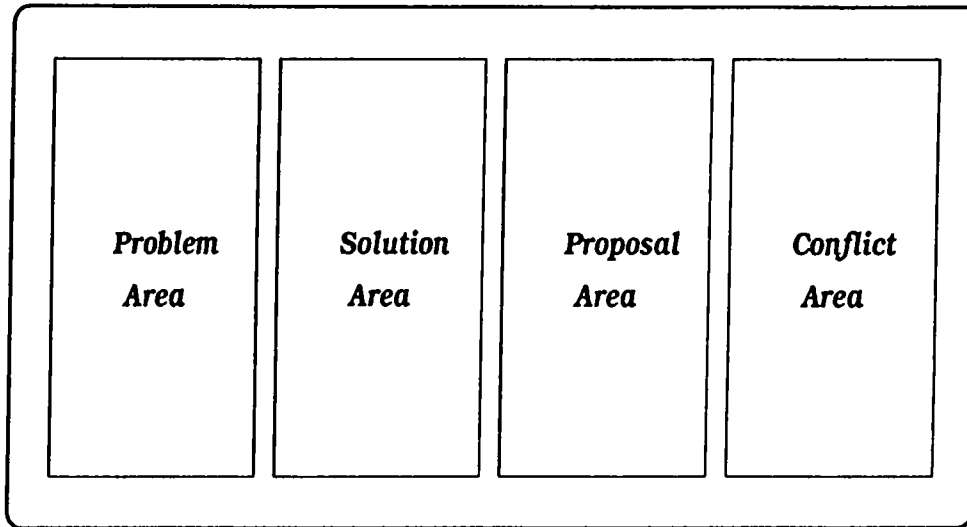 Problem
Area
Solution
Area
Proposal
Area
Conflict
Area